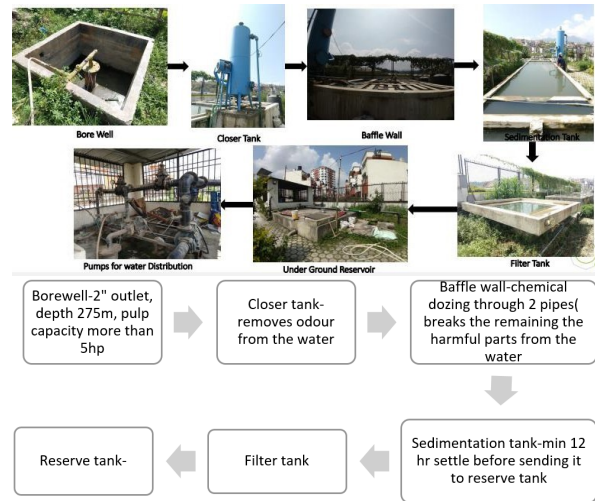 Bore Well
Closer Tank
Baffle Wall
Sedimentation Tank
Pumps for water Distribution
Under Ground Reservoir
Filter Tank
Borewell-2" outlet,
depth 275m, pulp
capacity more than
5hp
Closer tank-
removes odour
from the water
Baffle wall-chemical
dozing through 2 pipes(
breaks the remaining the
harmful parts from the
water
Reserve tank-
Filter tank
Sedimentation tank-min 12
hr settle before sending it
to reserve tank